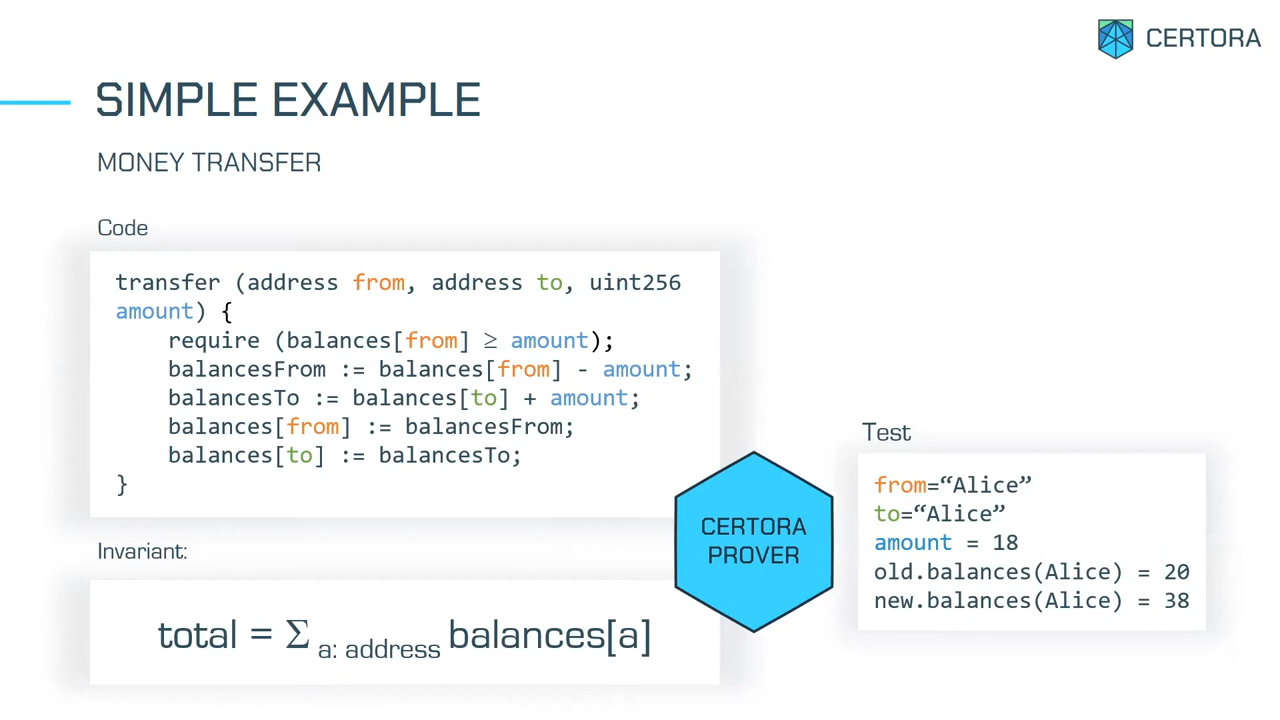 CERTORA
SIMPLE EXAMPLE
MONEY TRANSFER
Code
transfer (address from, address to, uint256
amount) {
    require (balances[from] ≥ amount);
    balancesFrom := balances[from] - amount;
    balancesTo := balances[to] + amount;
    balances[from] := balancesFrom;
    balances[to] := balancesTo;
}
Invariant:
total = Σ a: address balances[a]
CERTORA
PROVER
Test
from=“Alice”
to=“Alice”
amount = 18
old.balances(Alice) = 20
new.balances(Alice) = 38